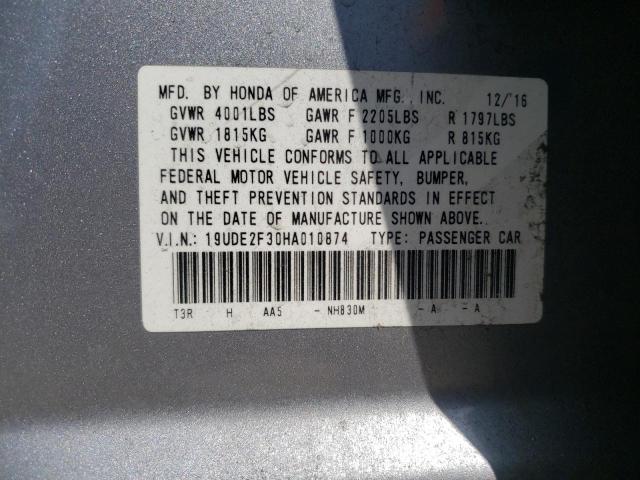 MFD. BY HONDA OF AMERICA MFG., INC. 12/'16
GVWR 4001LBS GAWR F 2205LBS R 1797LBS
GVWR 1815KG GAWR F 1000KG R 815KG
THIS VEHICLE CONFORMS TO ALL APPLICABLE
FEDERAL MOTOR VEHICLE SAFETY, BUMPER,
AND THEFT PREVENTION STANDARDS IN EFFECT
ON THE DATE OF MANUFACTURE SHOWN ABOVE.
V.I.N.: 19UDE2F30HA010874 TYPE: PASSENGER CAR
T3R H AA5 - NH830M - A - A